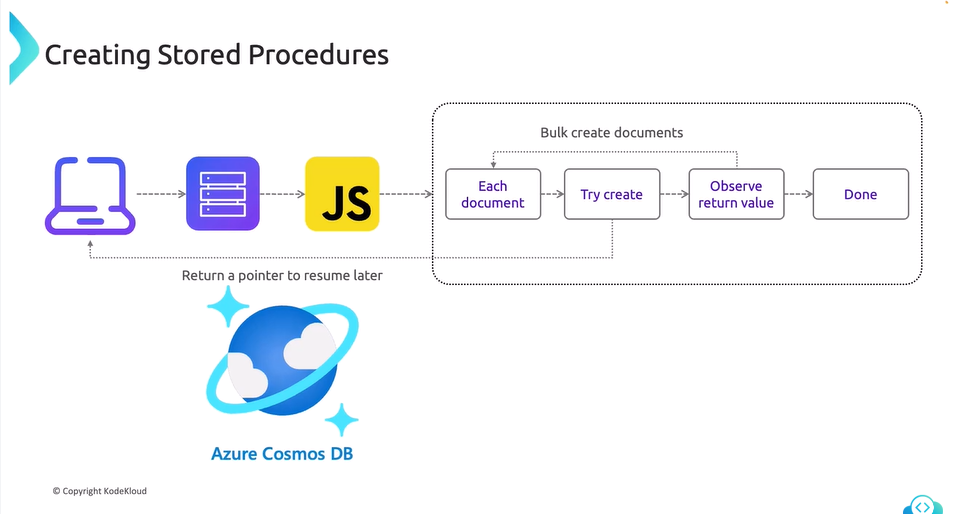 Creating Stored Procedures
Bulk create documents
JS
Each
document
Try create
Observe
return value
Done
Return a pointer to resume later
Azure Cosmos DB
© Copyright KodeKloud